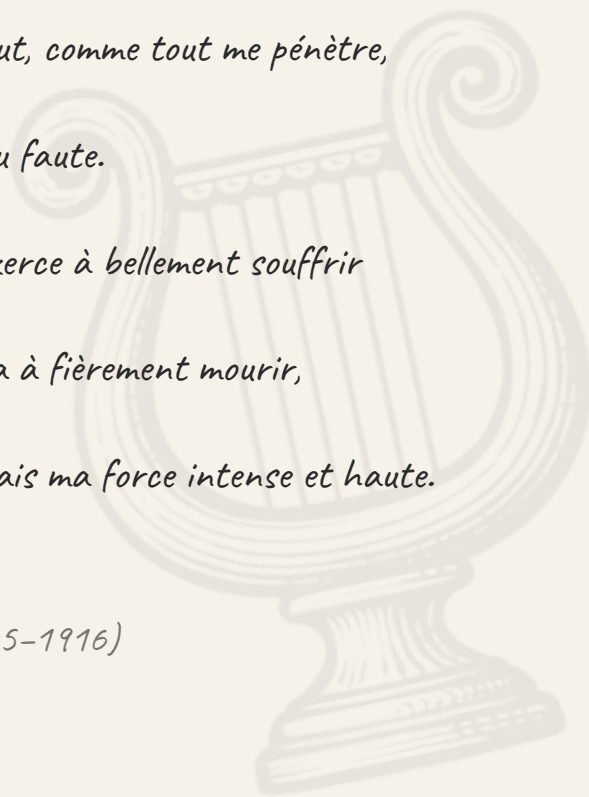 ut, comme tout me pénètre,
u faute.
xerce à bellement souffrir
a à fièrement mourir,
ais ma force intense et haute.
5–1916)